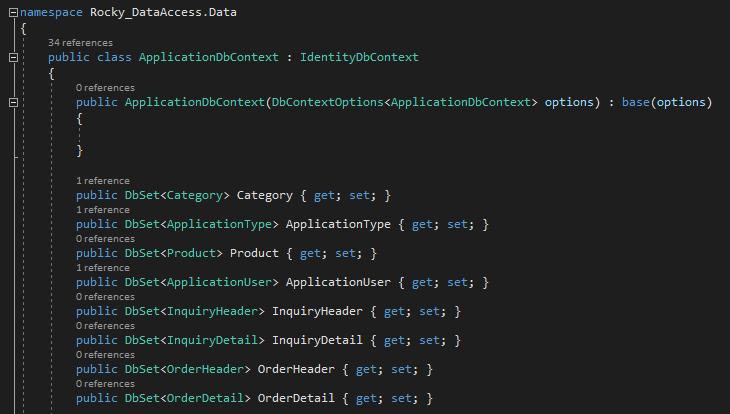 namespace Rocky_DataAccess.Data
{
34 references
public class ApplicationDbContext : IdentityDbContext
{
0 references
public ApplicationDbContext(DbContextOptions<ApplicationDbContext> options) : base(options)
{
}
1 reference
public DbSet<Category> Category { get; set; }
1 reference
public DbSet<ApplicationType> ApplicationType { get; set; }
0 references
public DbSet<Product> Product { get; set; }
1 reference
public DbSet<ApplicationUser> ApplicationUser { get; set; }
0 references
public DbSet<InquiryHeader> InquiryHeader { get; set; }
0 references
public DbSet<InquiryDetail> InquiryDetail { get; set; }
0 references
public DbSet<OrderHeader> OrderHeader { get; set; }
0 references
public DbSet<OrderDetail> OrderDetail { get; set; }